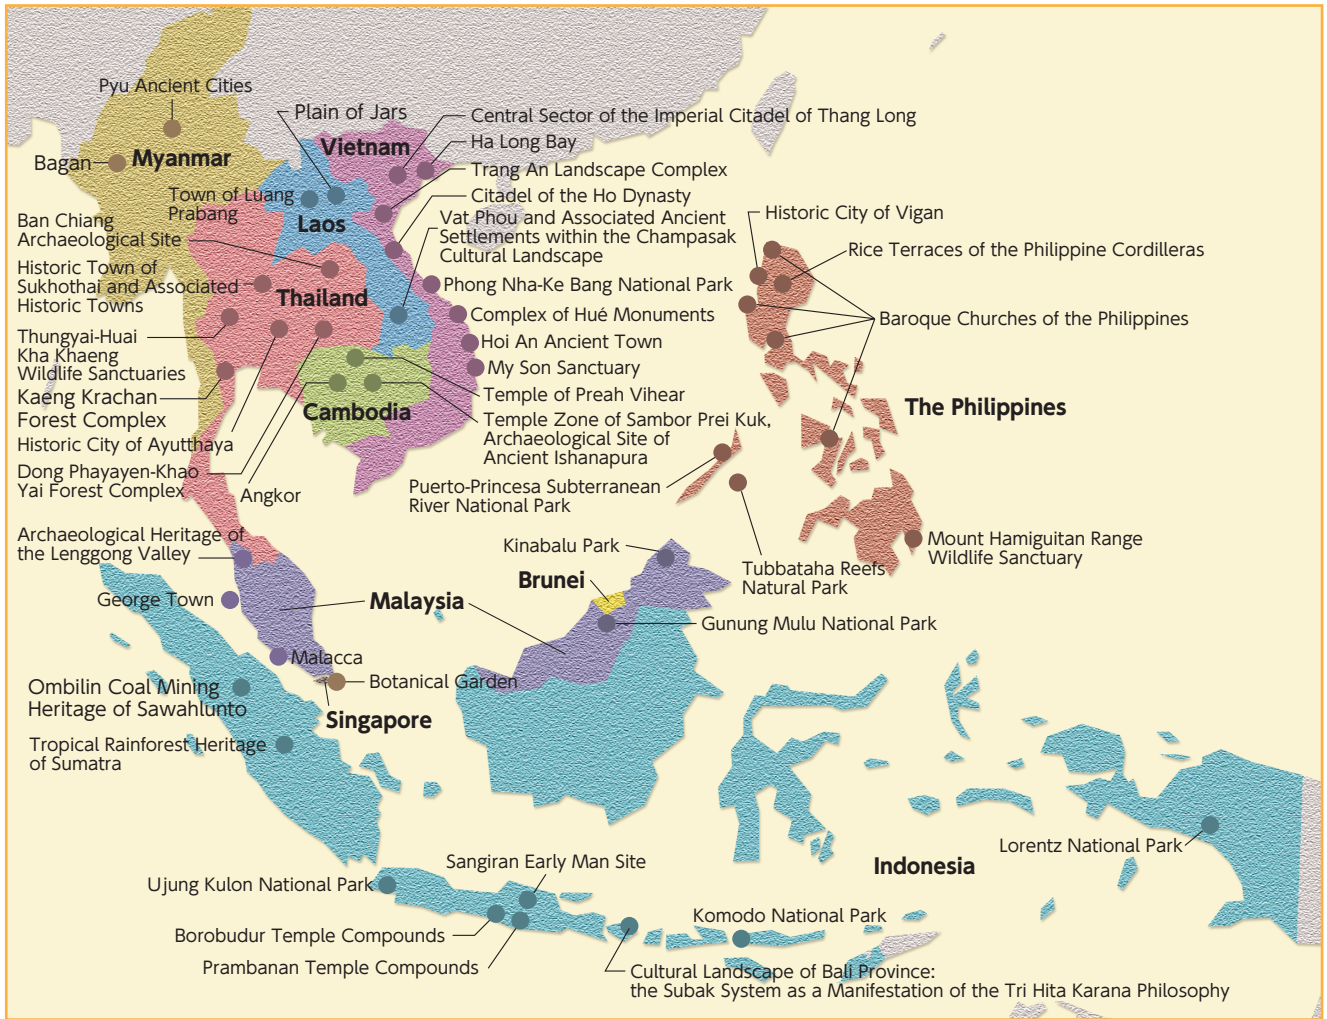 Pyu Ancient Cities
Bagan
Myanmar
Plain of Jars
Vietnam
Central Sector of the Imperial Citadel of Thang Long
Ha Long Bay
Trang An Landscape Complex
Citadel of the Ho Dynasty
Vat Phou and Associated Ancient
Settlements within the Champasak
Cultural Landscape
Town of Luang
Prabang
Laos
Ban Chiang
Archaeological Site
Historic Town of
Sukhothai and Associated
Historic Towns
Thailand
Phong Nha-Ke Bang National Park
Complex of Hué Monuments
Hoi An Ancient Town
My Son Sanctuary
Thungyai-Huai
Kha Khaeng
Wildlife Sanctuaries
Kaeng Krachan
Forest Complex
Historic City of Ayutthaya
Dong Phayayen-Khao
Yai Forest Complex
Angkor
Cambodia
Temple of Preah Vihear
Temple Zone of Sambor Prei Kuk,
Archaeological Site of
Ancient Ishanapura
Historic City of Vigan
Rice Terraces of the Philippine Cordilleras
Baroque Churches of the Philippines
The Philippines
Puerto-Princesa Subterranean
River National Park
Tubbataha Reefs
Natural Park
Mount Hamiguitan Range
Wildlife Sanctuary
Archaeological Heritage of
the Lenggong Valley
George Town
Malaysia
Malacca
Kinabalu Park
Brunei
Gunung Mulu National Park
Botanical Garden
Singapore
Ombilin Coal Mining
Heritage of Sawahlunto
Tropical Rainforest Heritage
of Sumatra
Indonesia
Lorentz National Park
Sangiran Early Man Site
Ujung Kulon National Park
Borobudur Temple Compounds
Prambanan Temple Compounds
Komodo National Park
Cultural Landscape of Bali Province:
the Subak System as a Manifestation of the Tri Hita Karana Philosophy